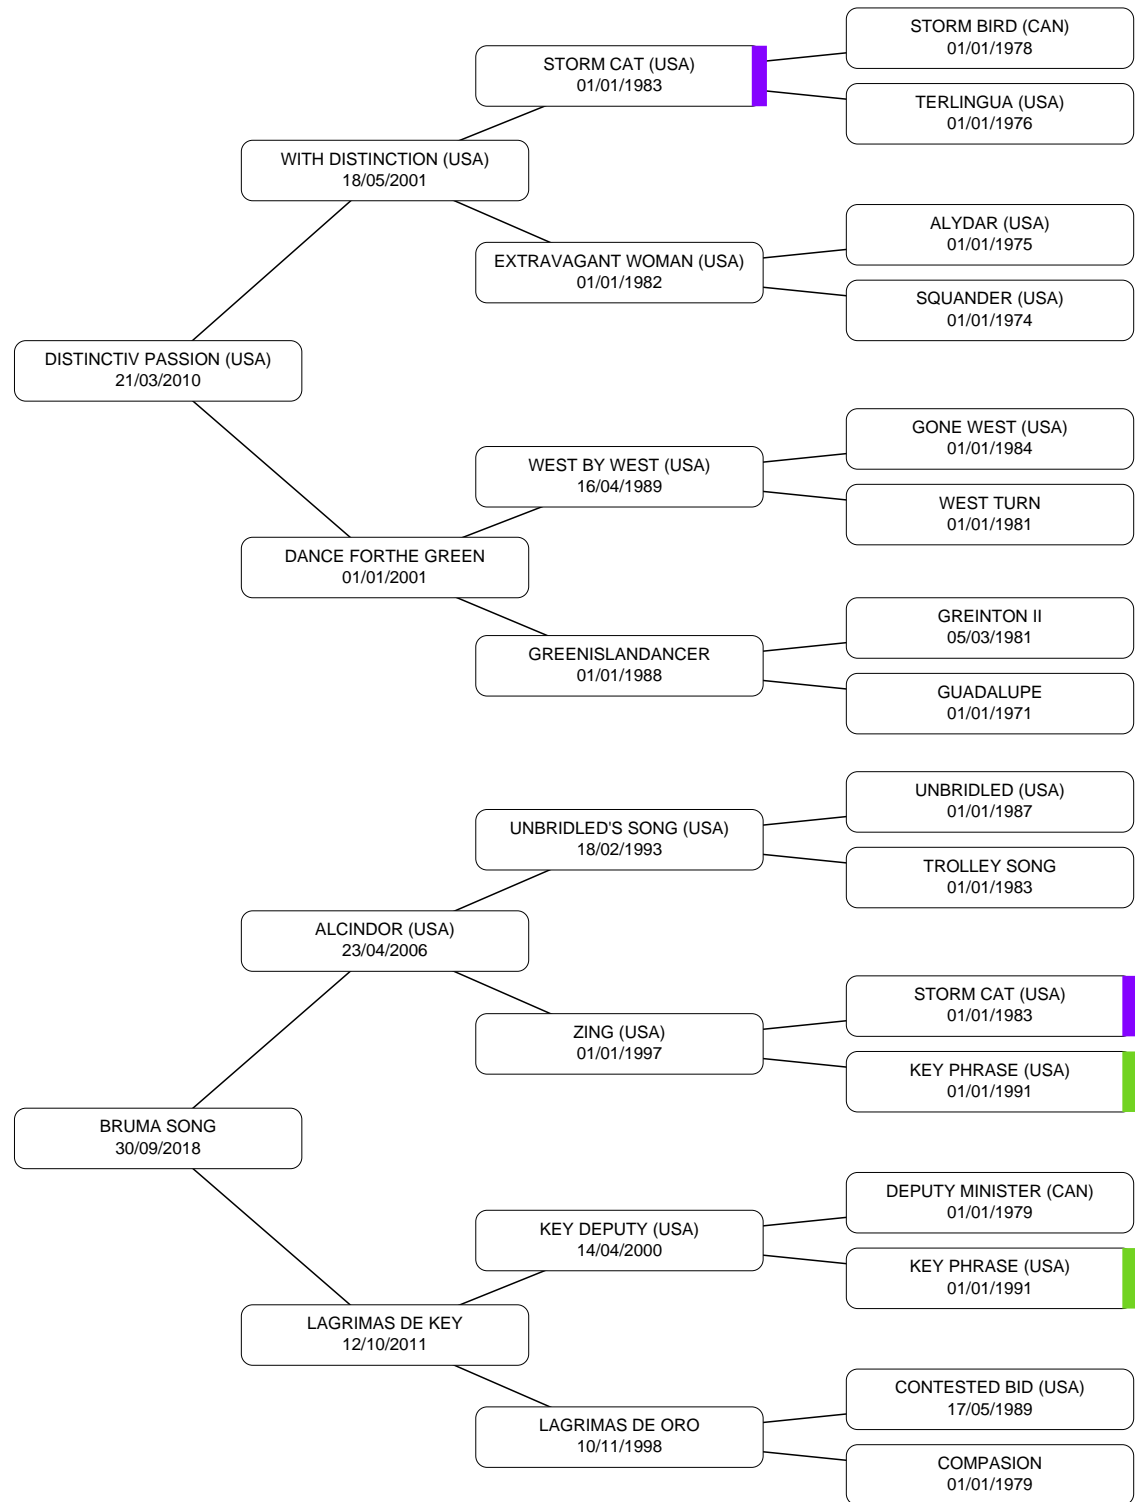 STORM BIRD (CAN)
01/01/1978
STORM CAT (USA)
01/01/1983
TERLINGUA (USA)
01/01/1976
WITH DISTINCTION (USA)
18/05/2001
ALYDAR (USA)
01/01/1975
EXTRAVAGANT WOMAN (USA)
01/01/1982
SQUANDER (USA)
01/01/1974
DISTINCTIV PASSION (USA)
21/03/2010
GONE WEST (USA)
01/01/1984
WEST BY WEST (USA)
16/04/1989
WEST TURN
01/01/1981
DANCE FORTHE GREEN
01/01/2001
GREINTON II
05/03/1981
GREENISLANDANCER
01/01/1988
GUADALUPE
01/01/1971
UNBRIDLED (USA)
01/01/1987
UNBRIDLED'S SONG (USA)
18/02/1993
TROLLEY SONG
01/01/1983
ALCINDOR (USA)
23/04/2006
STORM CAT (USA)
01/01/1983
ZING (USA)
01/01/1997
KEY PHRASE (USA)
01/01/1991
BRUMA SONG
30/09/2018
DEPUTY MINISTER (CAN)
01/01/1979
KEY DEPUTY (USA)
14/04/2000
KEY PHRASE (USA)
01/01/1991
LAGRIMAS DE KEY
12/10/2011
CONTESTED BID (USA)
17/05/1989
LAGRIMAS DE ORO
10/11/1998
COMPASION
01/01/1979